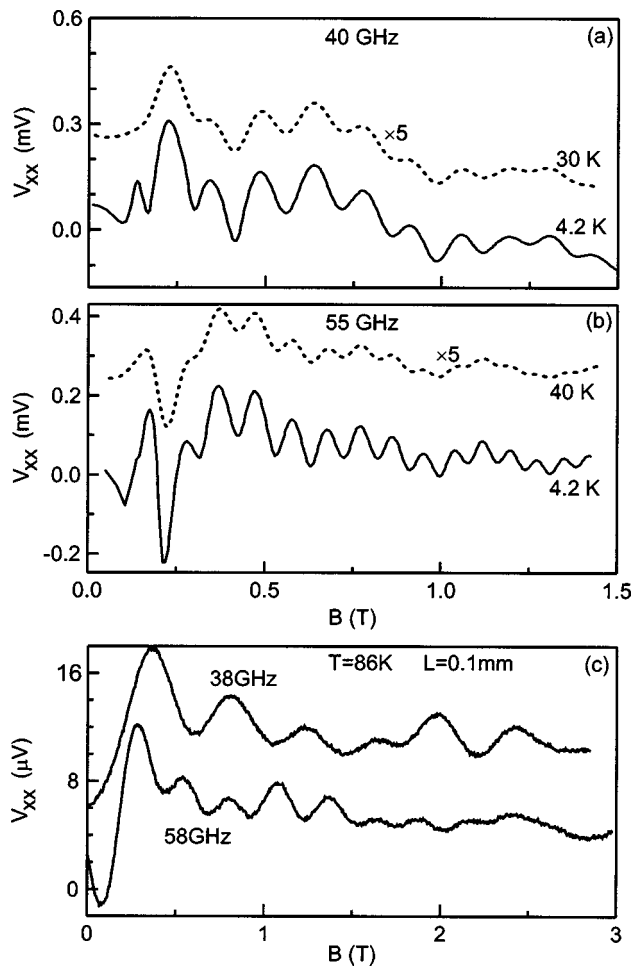 40 GHz
(a)
0.6
0.3
0.0
V_XX (mV)
×5
30 K
4.2 K
55 GHz
(b)
0.4
0.2
0.0
-0.2
V_XX (mV)
×5
40 K
4.2 K
0.0 0.5 1.0 1.5
B (T)
T=86K L=0.1mm
(c)
16
8
0
V_XX (μV)
38GHz
58GHz
0 1 2 3
B (T)